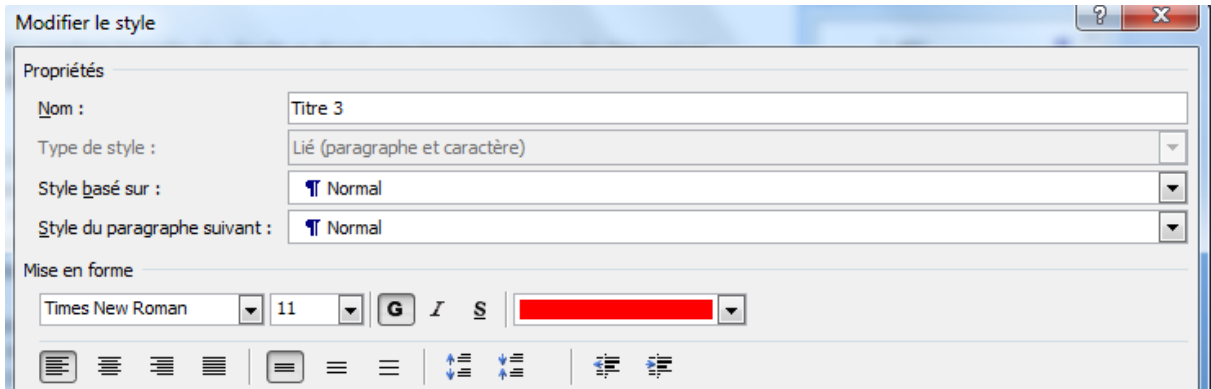 Modifier le style
Propriétés
Nom : Titre 3
Type de style : Lié (paragraphe et caractère)
Style basé sur : ¶ Normal
Style du paragraphe suivant : ¶ Normal
Mise en forme
Times New Roman 11 G I S